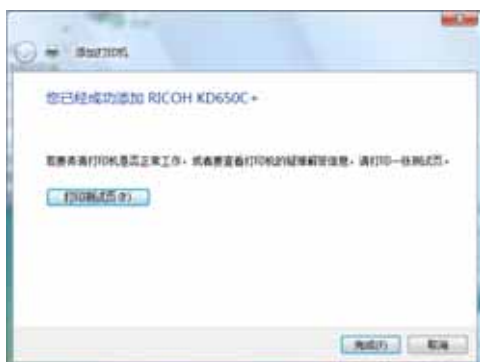 添加打印机
您已经成功添加 RICOH KD650C+
若要弄清打印机是否正常工作，或者要查看打印机的疑难解答信息，请打印一张测试页。
打印测试页(P)
完成(F)
取消